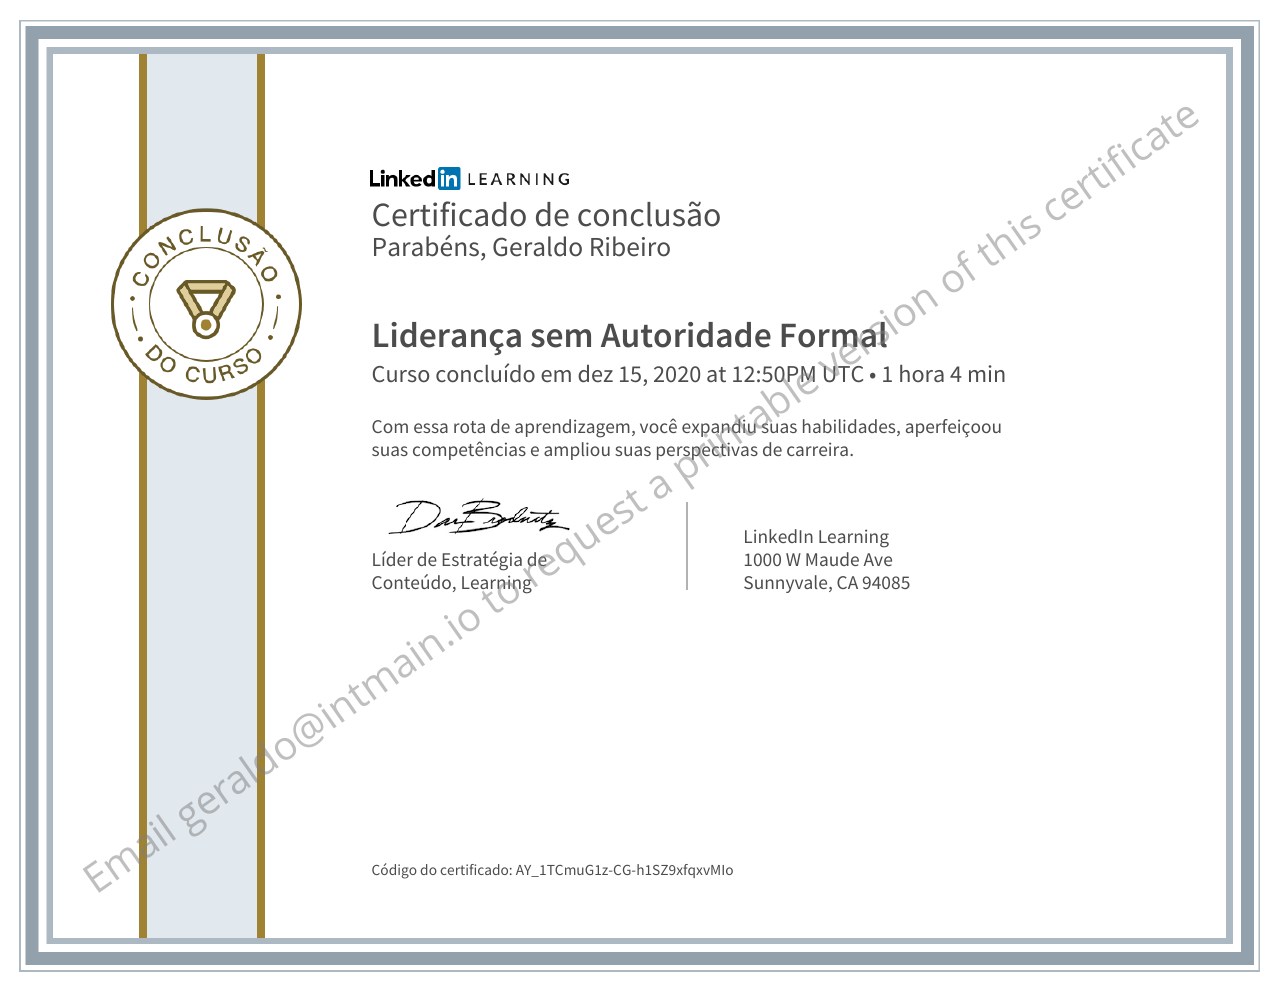 LinkedIn LEARNING
Certificado de conclusão
Parabéns, Geraldo Ribeiro
CONCLUSÃO
DO CURSO
Liderança sem Autoridade Formal
Curso concluído em dez 15, 2020 at 12:50PM UTC • 1 hora 4 min
Com essa rota de aprendizagem, você expandiu suas habilidades, aperfeiçoou
suas competências e ampliou suas perspectivas de carreira.
Líder de Estratégia de
Conteúdo, Learning
LinkedIn Learning
1000 W Maude Ave
Sunnyvale, CA 94085
Código do certificado: AY_1TCmuG1z-CG-h1SZ9xfqxvMIo
Email geraldo@intmain.io to request a printable version of this certificate